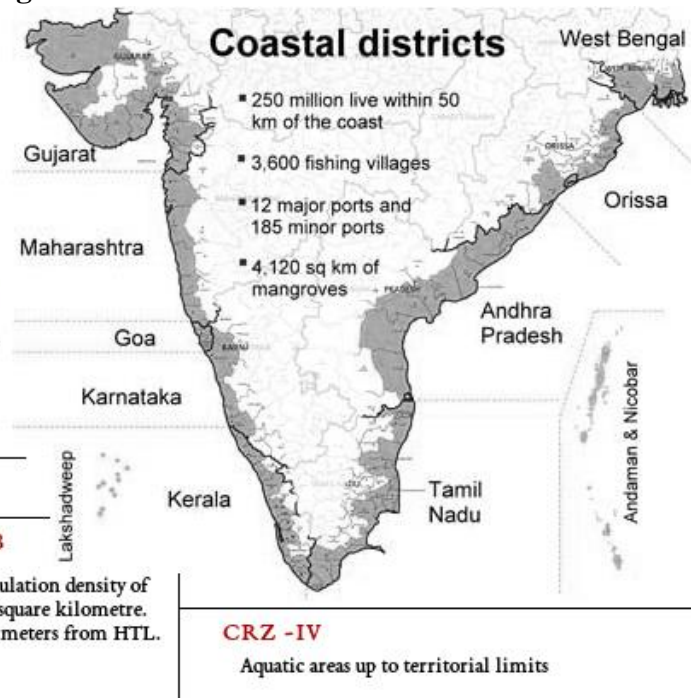 Coastal districts
West Bengal
GUJARAT
▪ 250 million live within 50
km of the coast
▪ 3,600 fishing villages
▪ 12 major ports and
185 minor ports
▪ 4,120 sq km of
mangroves
ORISSA
Gujarat
Orissa
Maharashtra
PRADESH
Andhra
Pradesh
Goa
Karnataka
Andaman & Nicobar
Lakshadweep
Kerala
Tamil
Nadu
ulation density of
square kilometre.
meters from HTL.
CRZ -IV
Aquatic areas up to territorial limits